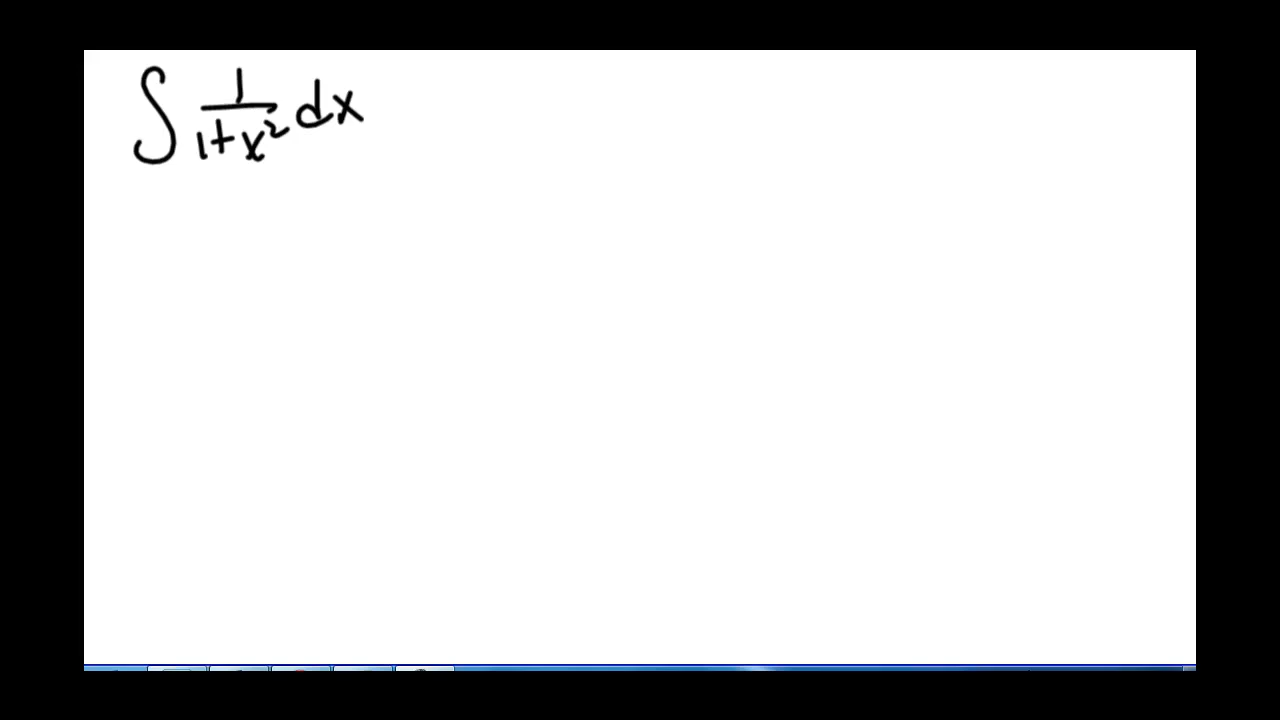 ∫ 1/(1+x²) dx